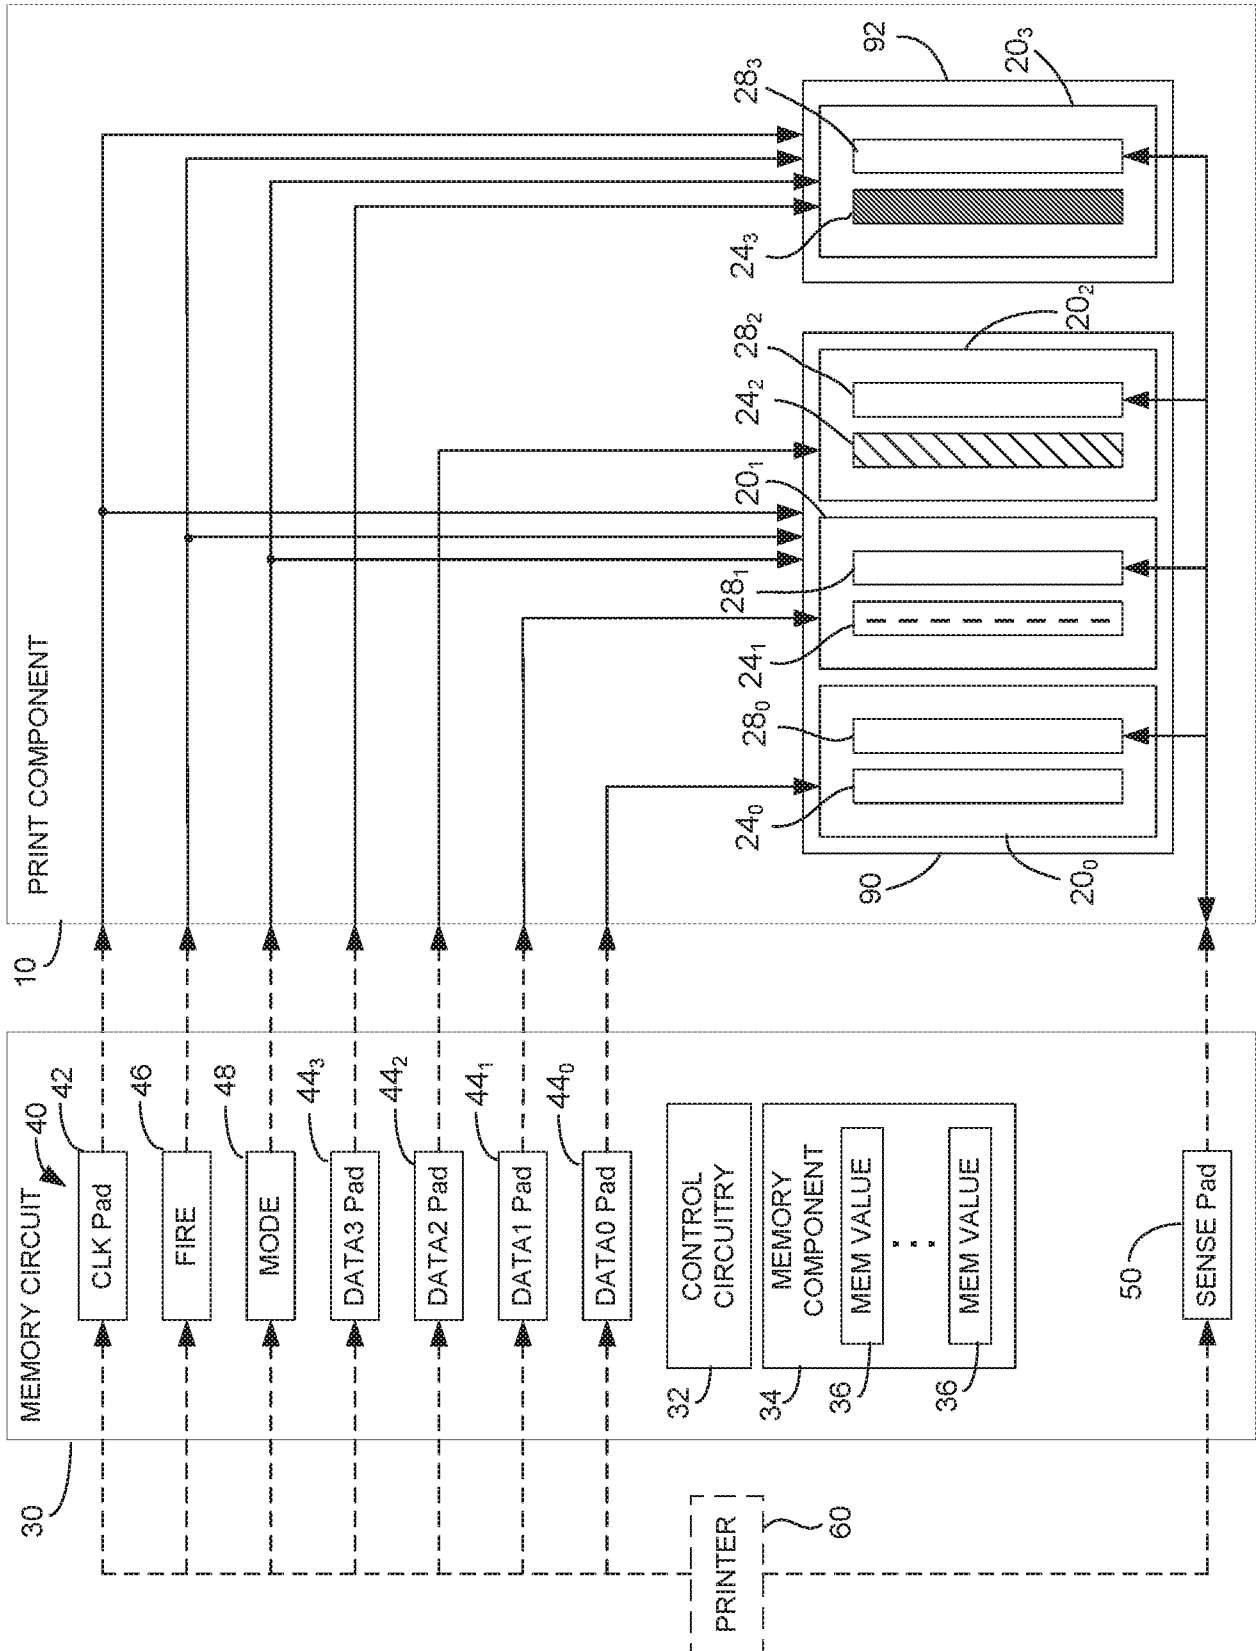 PRINT COMPONENT
10
92
20₃
28₃
24₃
20₂
28₂
24₂
20₁
28₁
24₁
28₀
24₀
20₀
90
MEMORY CIRCUIT
30
40
42
CLK Pad
46
FIRE
48
MODE
44₃
DATA3 Pad
44₂
DATA2 Pad
44₁
DATA1 Pad
44₀
DATA0 Pad
CONTROL
CIRCUITRY
32
MEMORY
COMPONENT
34
MEM VALUE
36
MEM VALUE
36
50
SENSE Pad
PRINTER
60